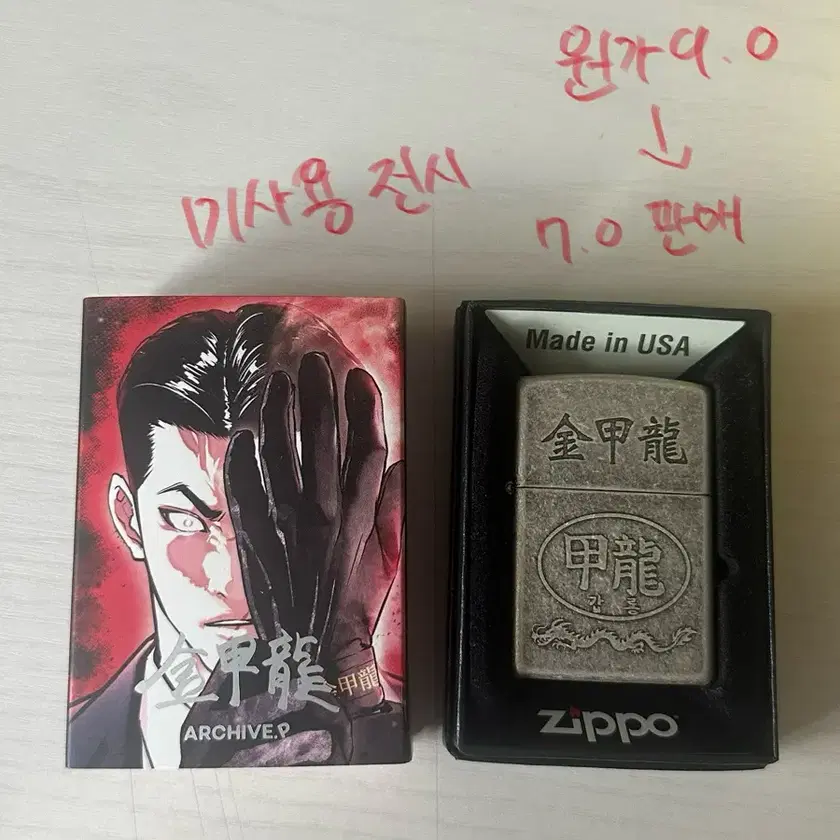 원가 9.0
↓
미사용 전시
7.0 판매
金甲龍
甲龍
ARCHIVE.P
Made in USA
金甲龍
甲龍
갑 룡
zippo